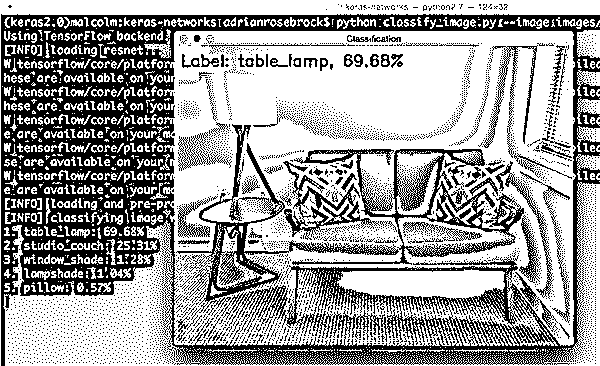 keras-networks — python2.7 — 124×32
(keras2.0)malcolm:keras-networks adrianrosebrock$ python classify_image.py --image images/
Using TensorFlow backend.
Classification
[INFO] loading resnet...
Label: table_lamp, 69.68%
W tensorflow/core/platform
hese are available on your
W tensorflow/core/platform
hese are available on your
W tensorflow/core/platform
e are available on your ma
W tensorflow/core/platform
se are available on your m
W tensorflow/core/platform
e are available on your ma
[INFO] loading and pre-pro
[INFO] classifying image w
1. table_lamp: 69.68%
2. studio_couch: 25.31%
3. window_shade: 1.28%
4. lampshade: 1.04%
5. pillow: 0.57%